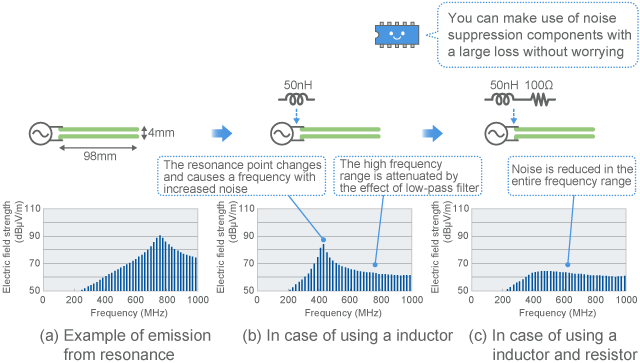 You can make use of noise
suppression components with
a large loss without worrying
50nH
50nH 100Ω
4mm
98mm
The resonance point changes
and causes a frequency with
increased noise
The high frequency
range is attenuated by
the effect of low-pass filter
Noise is reduced in the
entire frequency range
Electric field strength
(dBμV/m)
110
90
70
50
0 200 400 600 800 1000
Frequency (MHz)
Electric field strength
(dBμV/m)
110
90
70
50
0 200 400 600 800 1000
Frequency (MHz)
Electric field strength
(dBμV/m)
110
90
70
50
0 200 400 600 800 1000
Frequency (MHz)
(a) Example of emission
from resonance
(b) In case of using a inductor
(c) In case of using a
inductor and resistor